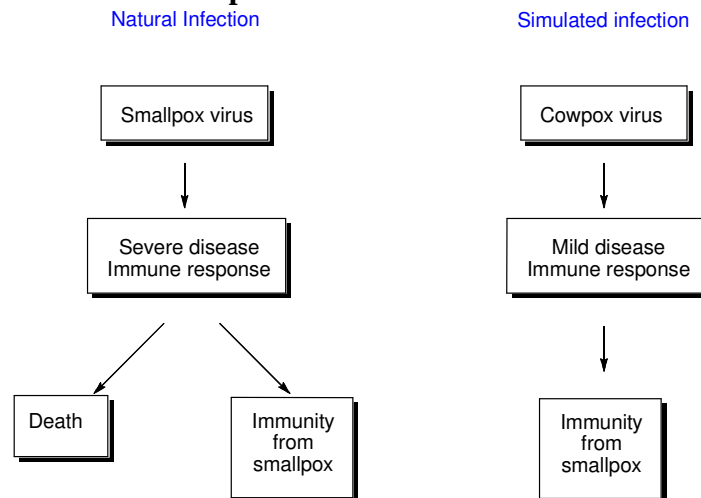 Natural Infection
Simulated infection
Smallpox virus
Cowpox virus
Severe disease
Immune response
Mild disease
Immune response
Death
Immunity
from
smallpox
Immunity
from
smallpox